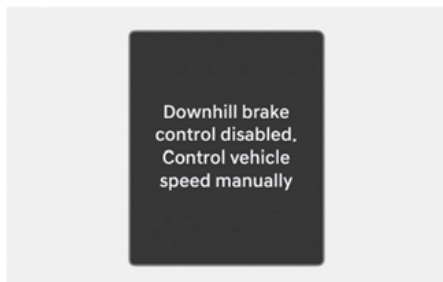 Downhill brake
control disabled.
Control vehicle
speed manually